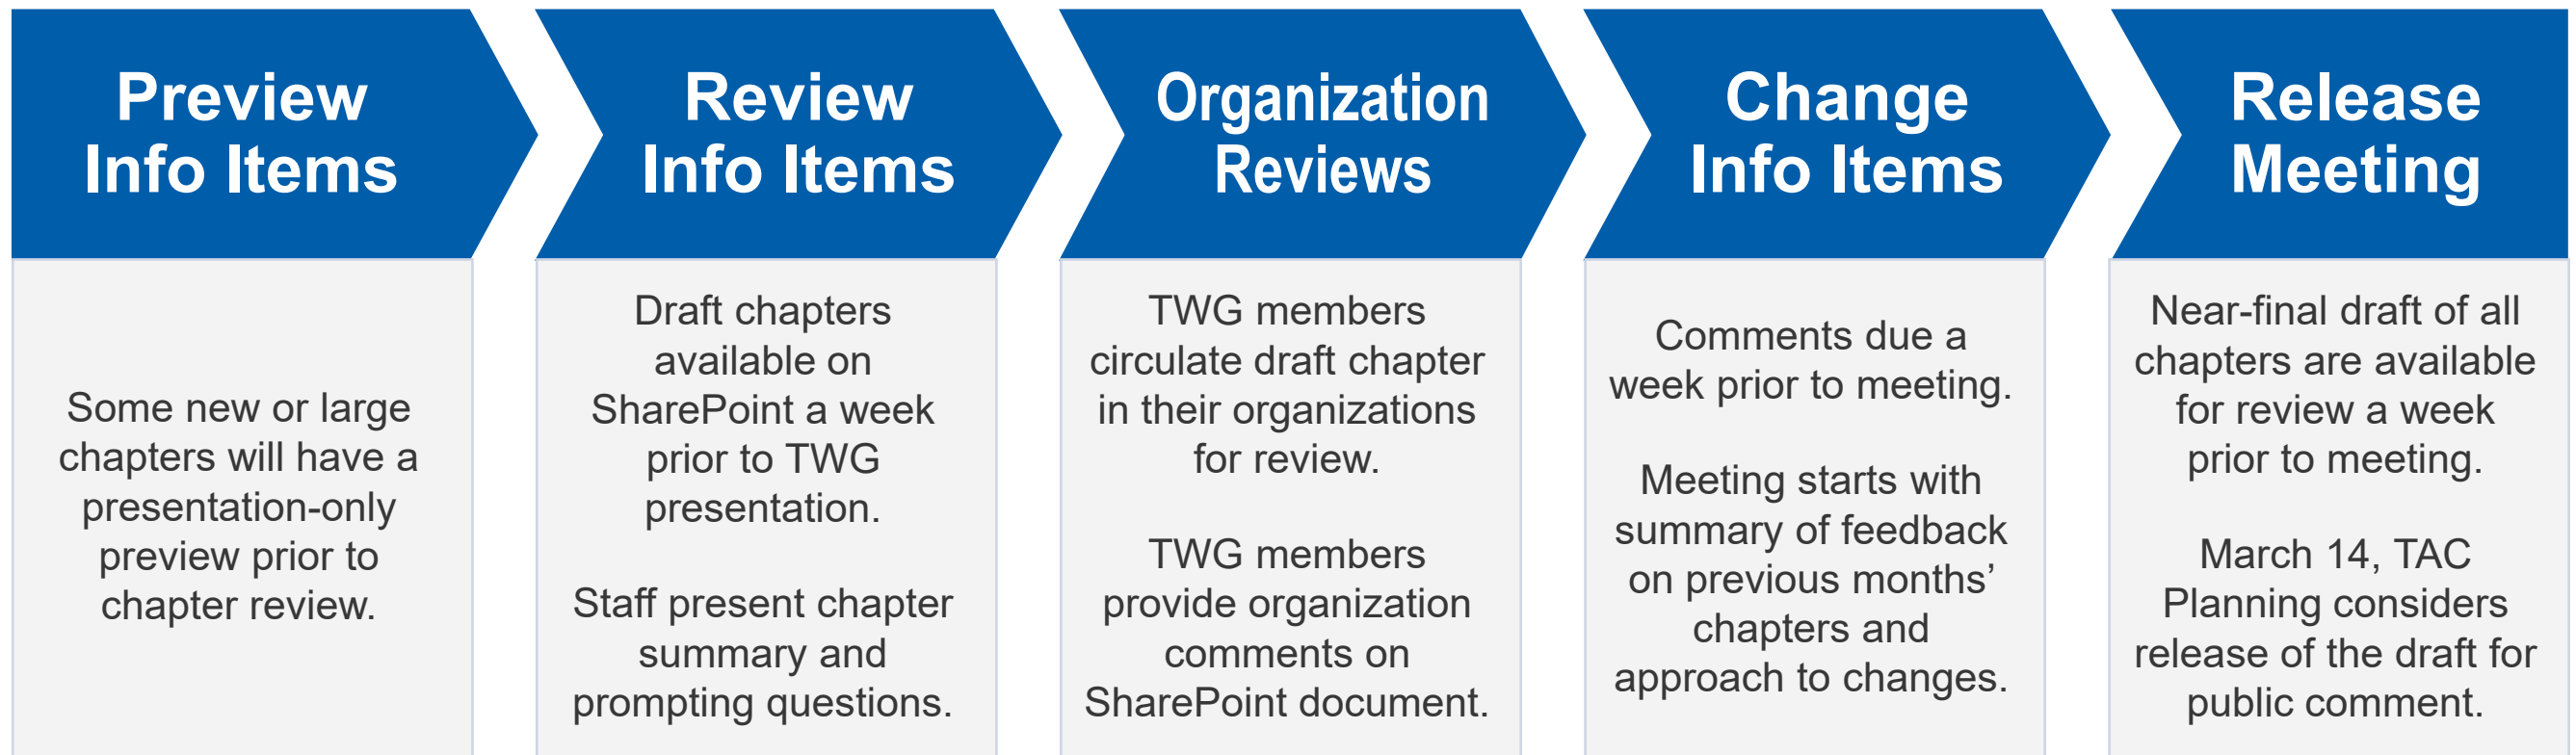 Preview
Info Items
Some new or large
chapters will have a
presentation-only
preview prior to
chapter review.
Review
Info Items
Draft chapters
available on
SharePoint a week
prior to TWG
presentation.
Staff present chapter
summary and
prompting questions.
Organization
Reviews
TWG members
circulate draft chapter
in their organizations
for review.
TWG members
provide organization
comments on
SharePoint document.
Change
Info Items
Comments due a
week prior to meeting.
Meeting starts with
summary of feedback
on previous months’
chapters and
approach to changes.
Release
Meeting
Near-final draft of all
chapters are available
for review a week
prior to meeting.
March 14, TAC
Planning considers
release of the draft for
public comment.